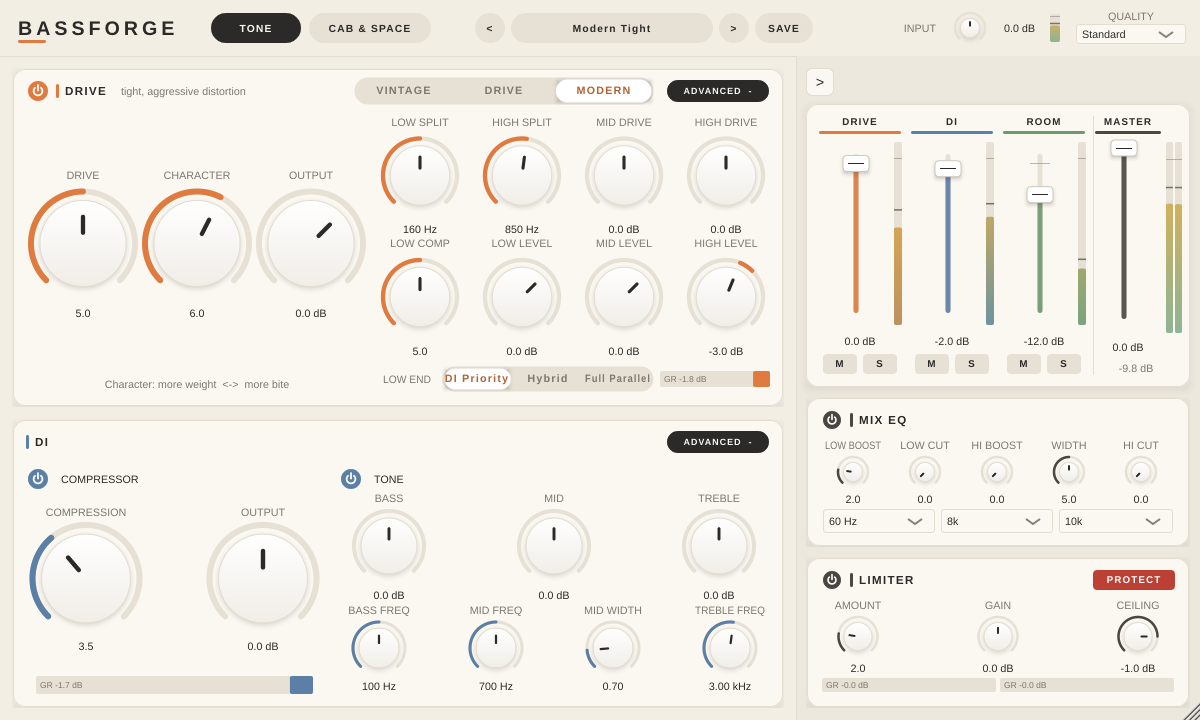 BASSFORGE
TONE
CAB & SPACE
<
Modern Tight
>
SAVE
INPUT
0.0 dB
QUALITY
Standard
DRIVE
tight, aggressive distortion
VINTAGE
DRIVE
MODERN
ADVANCED -
DRIVE
CHARACTER
OUTPUT
5.0
6.0
0.0 dB
Character: more weight <-> more bite
LOW SPLIT
HIGH SPLIT
MID DRIVE
HIGH DRIVE
160 Hz
850 Hz
0.0 dB
0.0 dB
LOW COMP
LOW LEVEL
MID LEVEL
HIGH LEVEL
5.0
0.0 dB
0.0 dB
-3.0 dB
LOW END
DI Priority
Hybrid
Full Parallel
GR -1.8 dB
DI
ADVANCED -
COMPRESSOR
COMPRESSION
OUTPUT
3.5
0.0 dB
GR -1.7 dB
TONE
BASS
MID
TREBLE
0.0 dB
0.0 dB
0.0 dB
BASS FREQ
MID FREQ
MID WIDTH
TREBLE FREQ
100 Hz
700 Hz
0.70
3.00 kHz
>
DRIVE
DI
ROOM
MASTER
0.0 dB
-2.0 dB
-12.0 dB
0.0 dB
M
S
M
S
M
S
-9.8 dB
MIX EQ
LOW BOOST
LOW CUT
HI BOOST
WIDTH
HI CUT
2.0
0.0
0.0
5.0
0.0
60 Hz
8k
10k
LIMITER
PROTECT
AMOUNT
GAIN
CEILING
2.0
0.0 dB
-1.0 dB
GR -0.0 dB
GR -0.0 dB